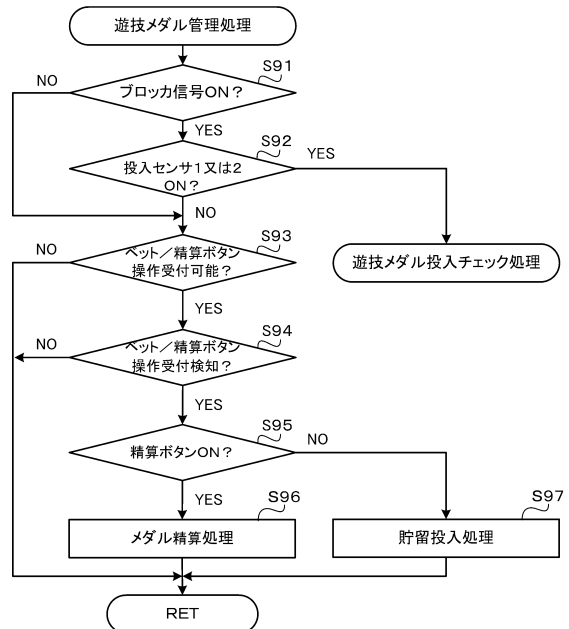 遊技メダル管理処理
S91
NO
ブロッカ信号ON？
YES
S92
投入センサ１又は２
ON？
YES
NO
S93
NO
ベット／精算ボタン
操作受付可能？
遊技メダル投入チェック処理
YES
S94
NO
ベット／精算ボタン
操作受付検知？
YES
S95
精算ボタンON？
NO
YES
S96
メダル精算処理
S97
貯留投入処理
RET